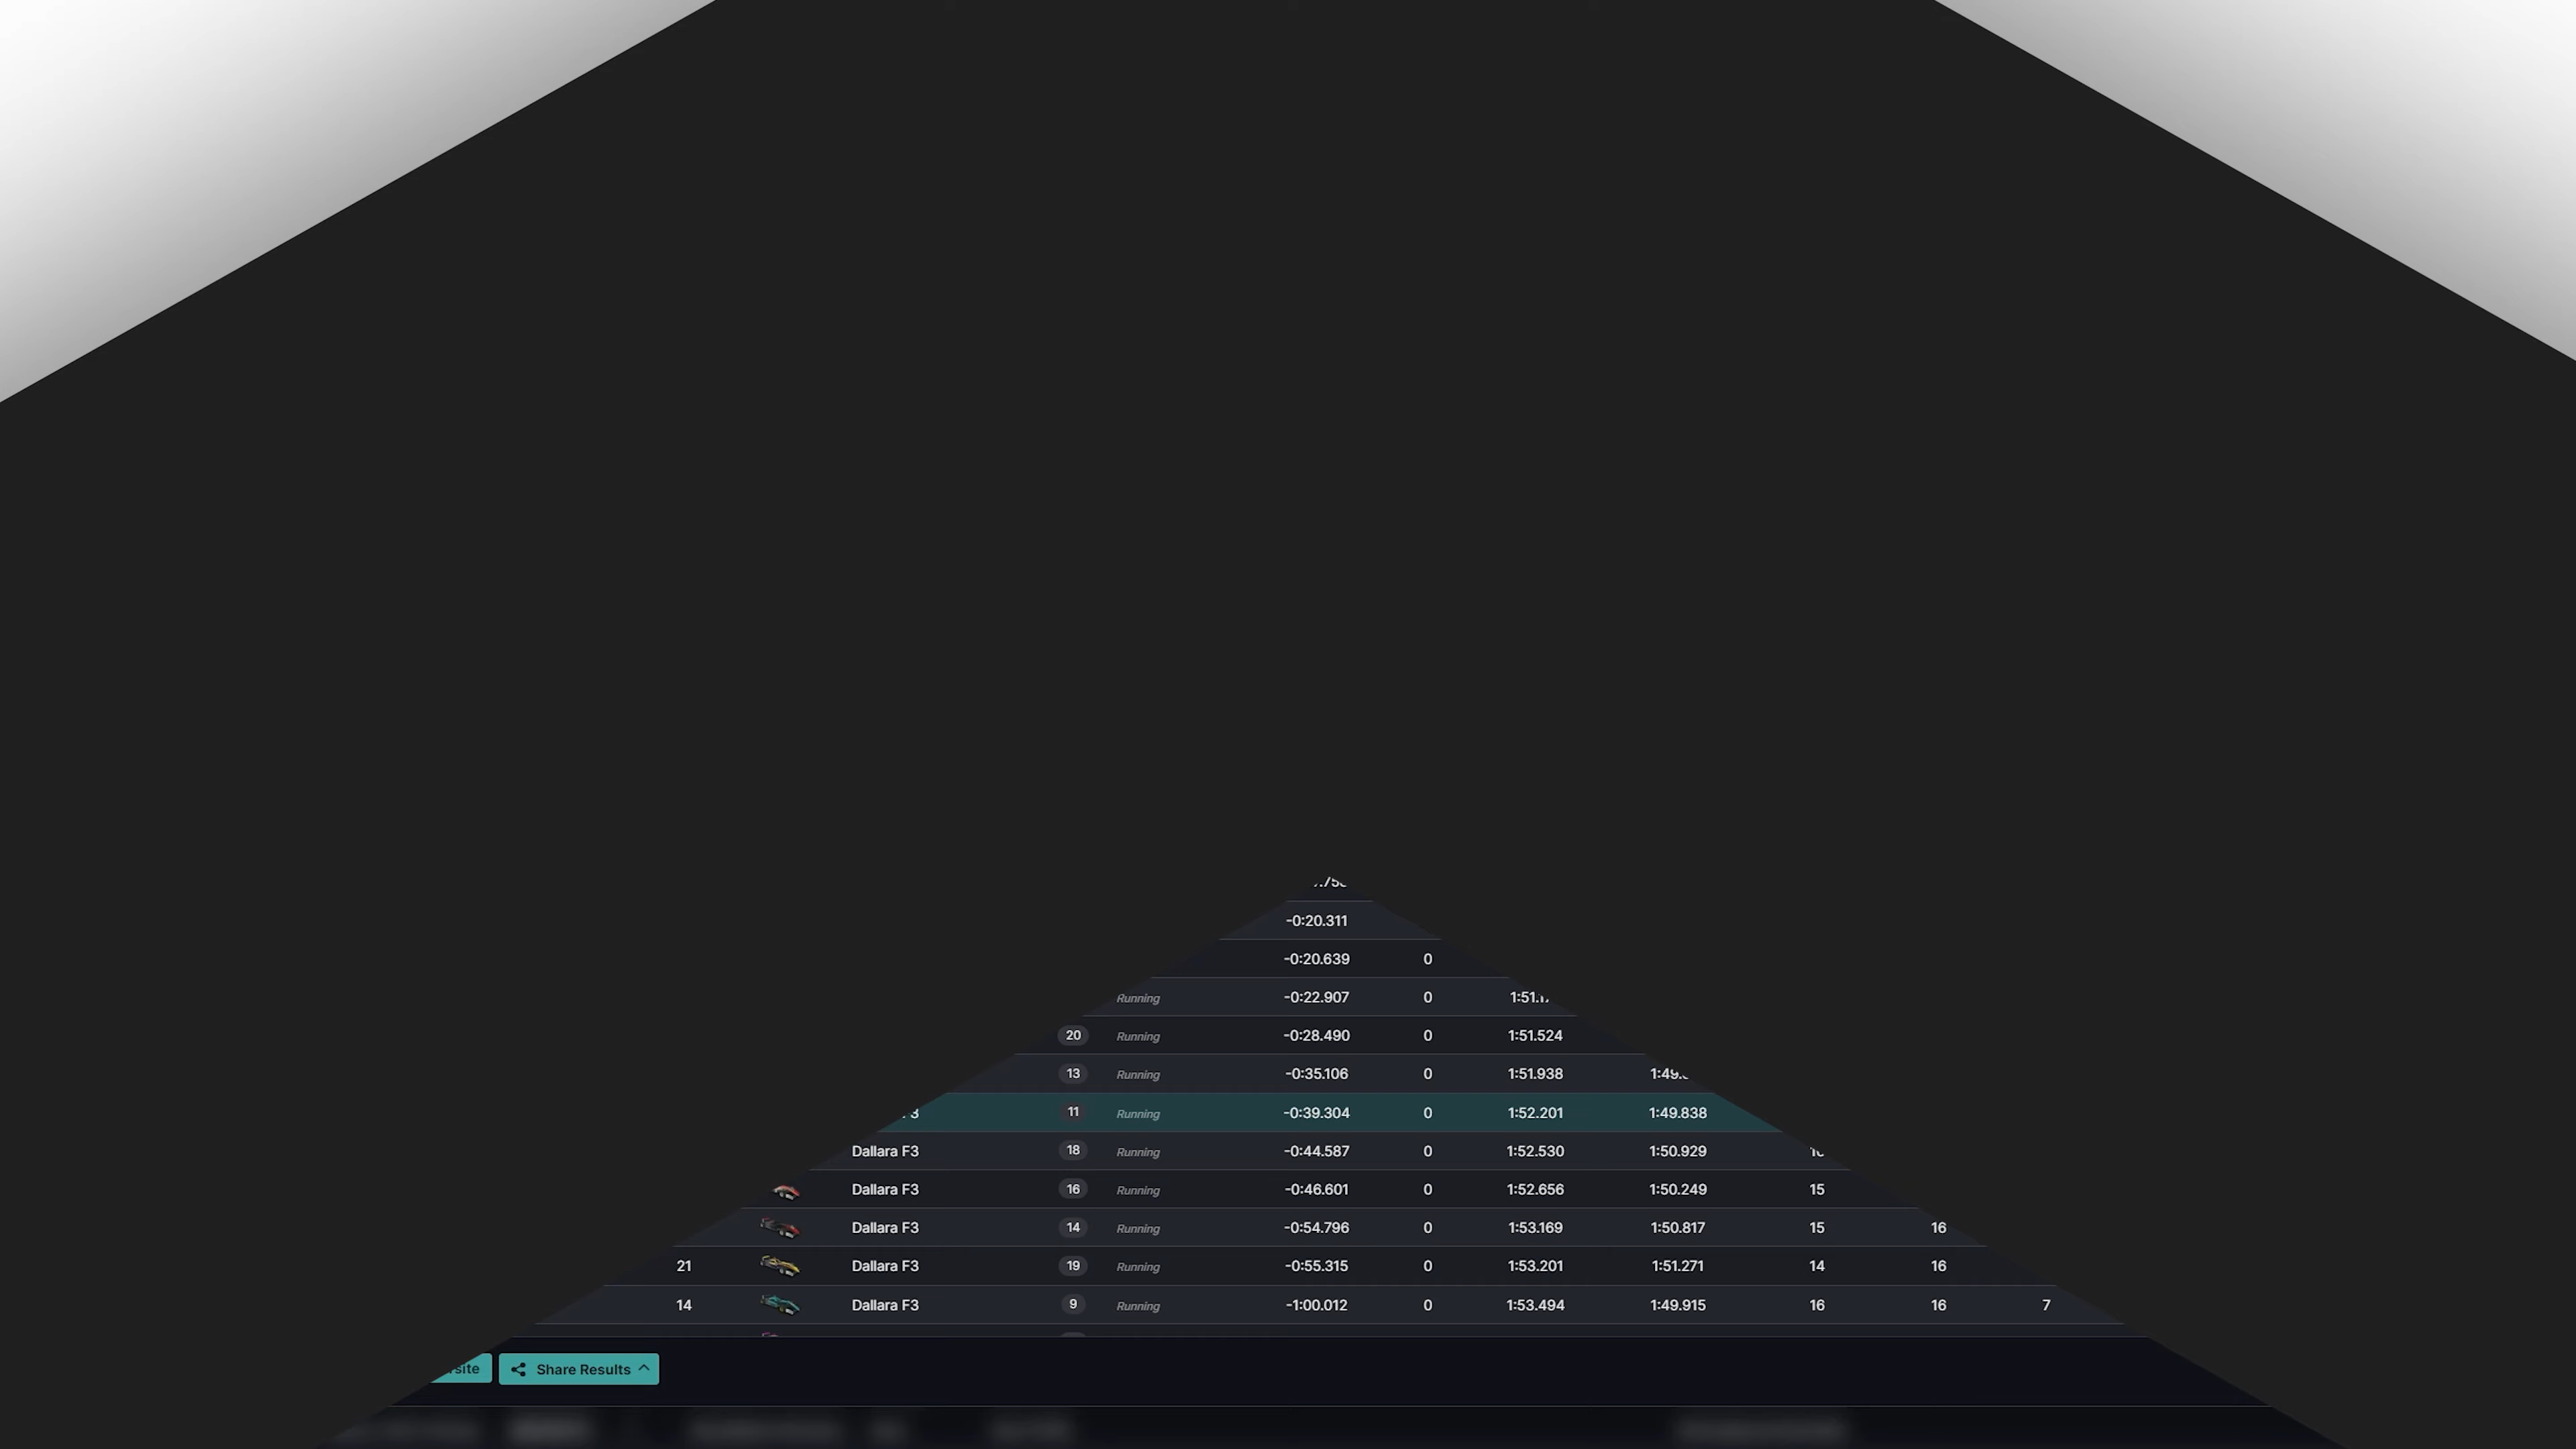 -0:20.311
-0:20.639 0
Running -0:22.907 0
20 Running -0:28.490 0 1:51.524
13 Running -0:35.106 0 1:51.938
11 Running -0:39.304 0 1:52.201 1:49.838
Dallara F3 18 Running -0:44.587 0 1:52.530 1:50.929
Dallara F3 16 Running -0:46.601 0 1:52.656 1:50.249 15
Dallara F3 14 Running -0:54.796 0 1:53.169 1:50.817 15 16
21 Dallara F3 19 Running -0:55.315 0 1:53.201 1:51.271 14 16
14 Dallara F3 9 Running -1:00.012 0 1:53.494 1:49.915 16 16 7
Share Results